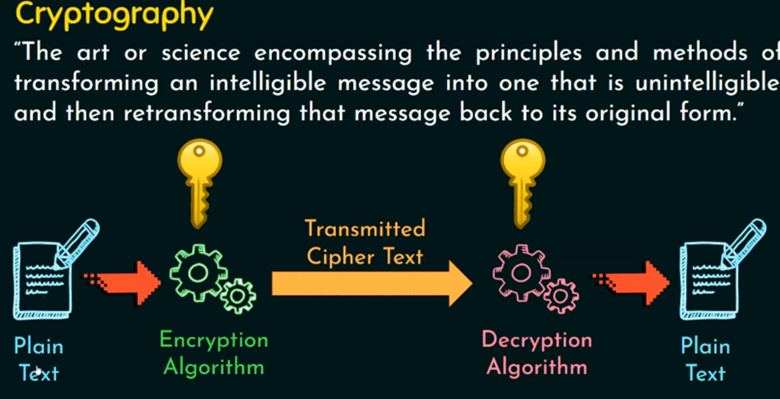 Cryptography
“The art or science encompassing the principles and methods of
transforming an intelligible message into one that is unintelligible
and then retransforming that message back to its original form.”
Transmitted
Cipher Text
Plain
Text
Encryption
Algorithm
Decryption
Algorithm
Plain
Text